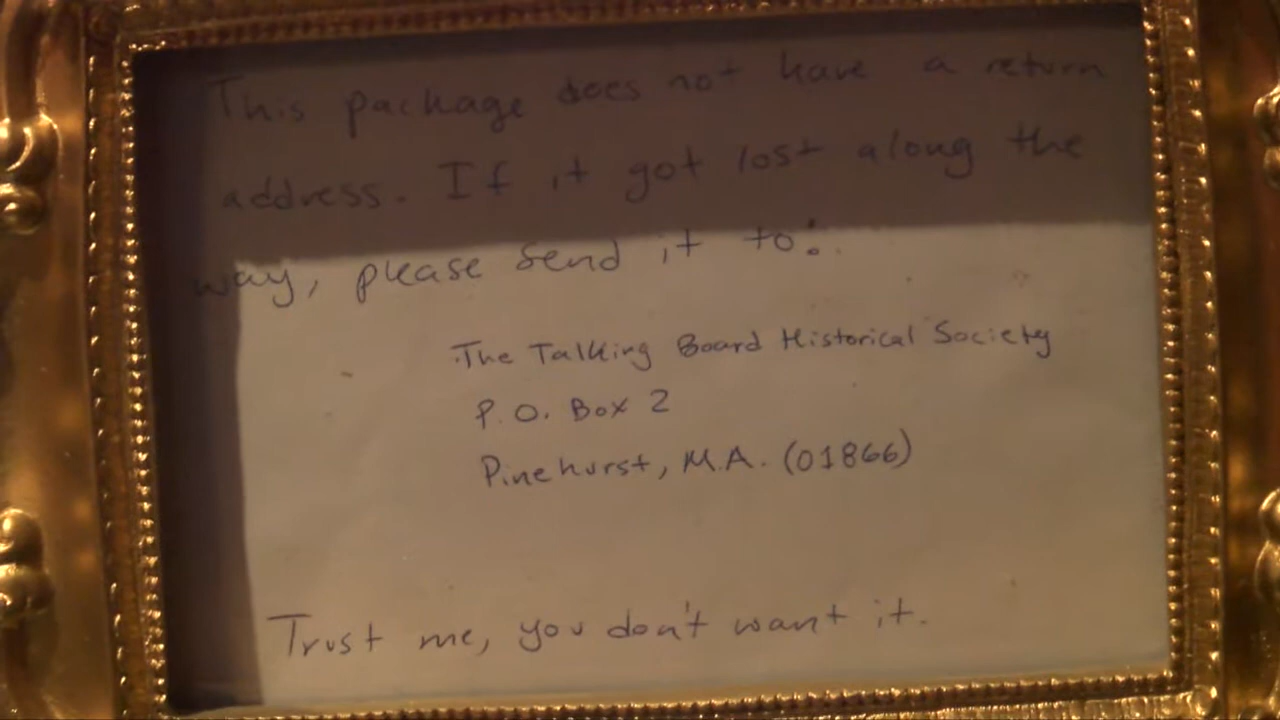 This package does not have a return
address. If it got lost along the
way, please send it to:
The Talking Board Historical Society
P.O. Box 2
Pinehurst, M.A. (01866)
Trust me, you don't want it.